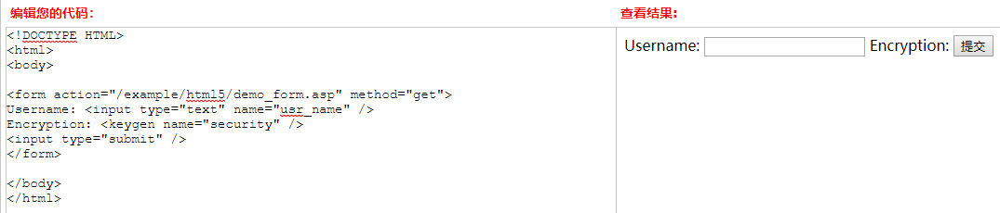 编辑您的代码：
查看结果:
<!DOCTYPE HTML>
<html>
<body>
<form action="/example/html5/demo_form.asp" method="get">
Username: <input type="text" name="usr_name" />
Encryption: <keygen name="security" />
<input type="submit" />
</form>
</body>
</html>
Username: Encryption: 提交